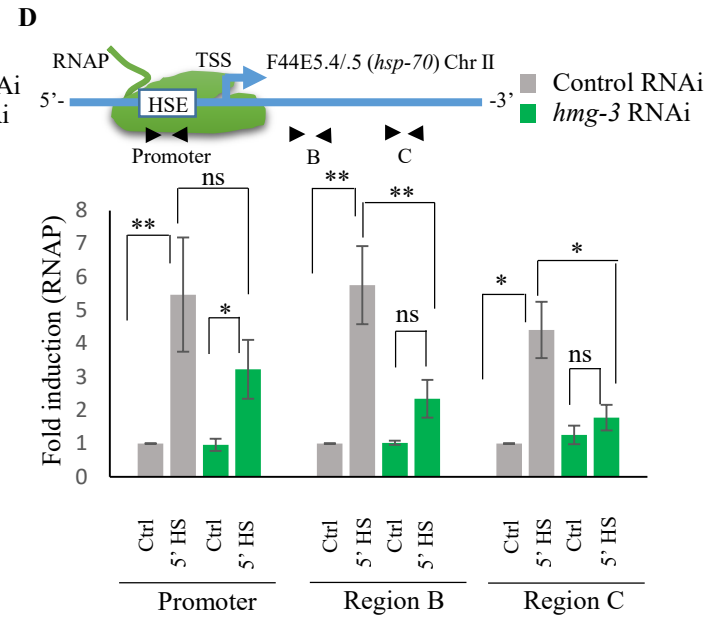 D
RNAP
TSS
F44E5.4/.5 (hsp-70) Chr II
Ai
i
5’-
HSE
-3’
Control RNAi
hmg-3 RNAi
Promoter
B
C
Fold induction (RNAP)
8
7
6
5
4
3
2
1
0
**
ns
*
**
**
ns
*
*
ns
Ctrl
5’ HS
Ctrl
5’ HS
Ctrl
5’ HS
Ctrl
5’ HS
Ctrl
5’ HS
Ctrl
5’ HS
Promoter
Region B
Region C